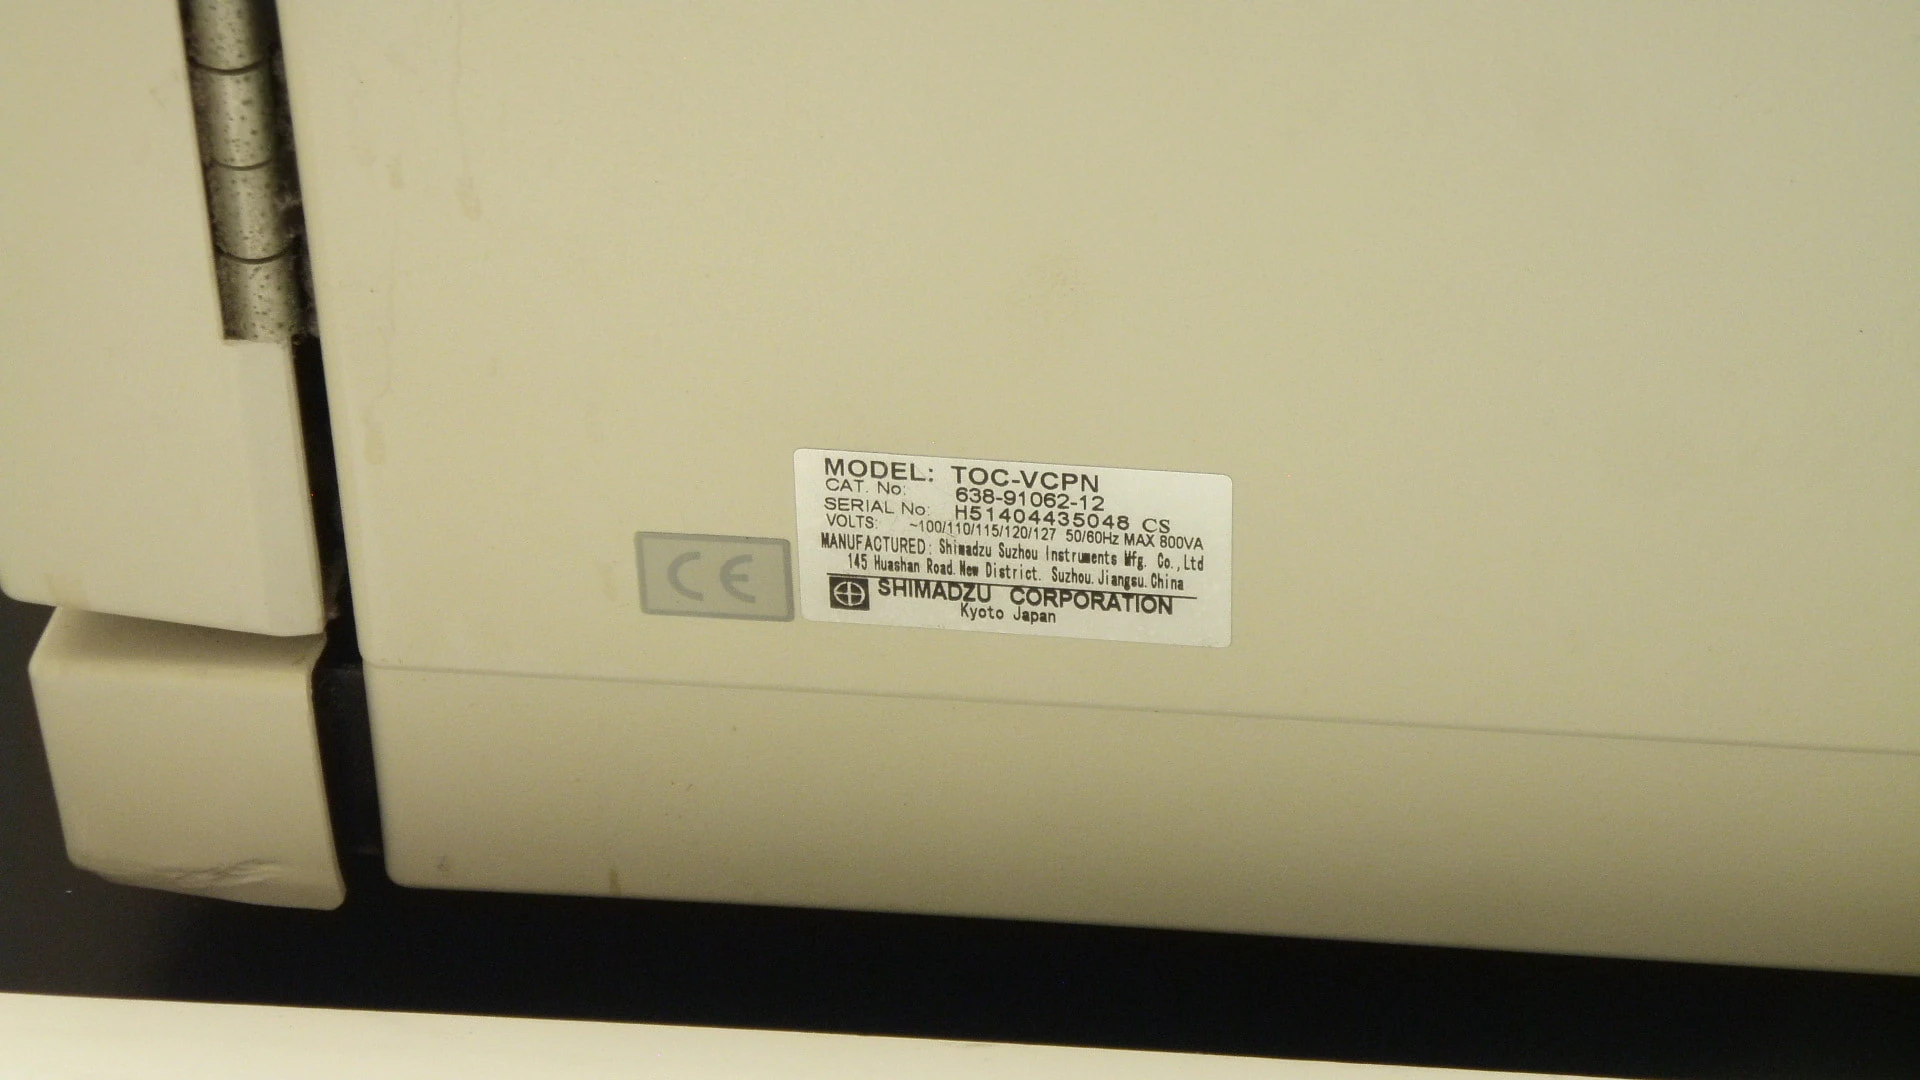 MODEL: TOC-VCPN
CAT. No: 638-91062-12
SERIAL No: H51404435048 CS
VOLTS: ~100/110/115/120/127 50/60Hz MAX 800VA
MANUFACTURED: Shimadzu Suzhou Instruments Mfg. Co.,Ltd
145 Huashan Road.New District. Suzhou.Jiangsu.China
SHIMADZU CORPORATION
Kyoto Japan
CE